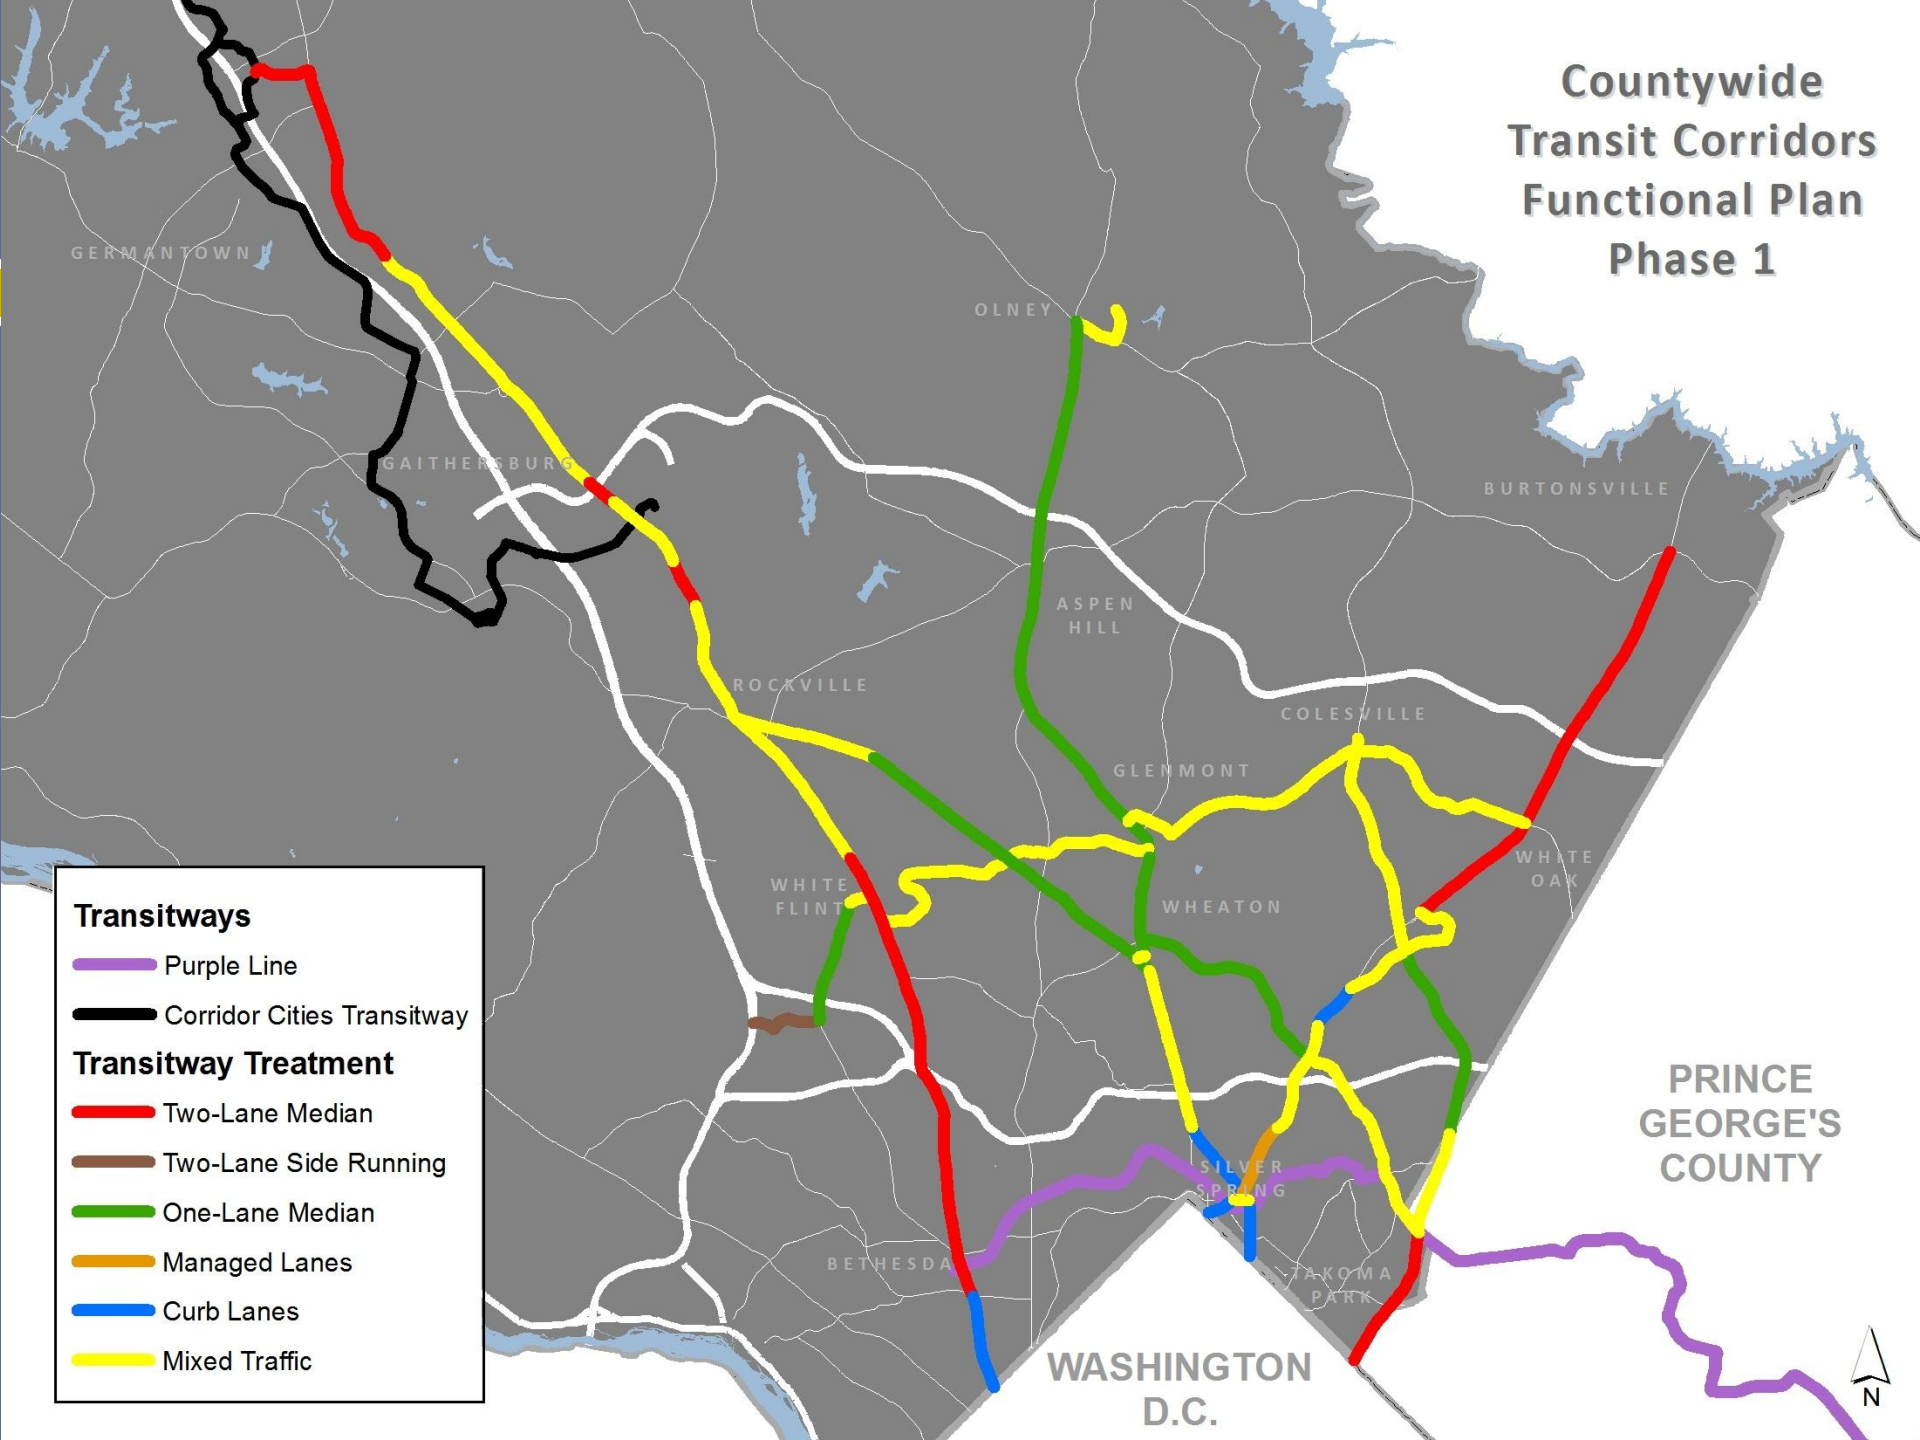 Countywide
Transit Corridors
Functional Plan
Phase 1
GERMANTOWN
OLNEY
GAITHERSBURG
BURTONSVILLE
ASPEN
HILL
ROCKVILLE
COLESVILLE
GLENMONT
WHITE
OAK
WHITE
FLINT
WHEATON
SILVER
SPRING
BETHESDA
TAKOMA
PARK
PRINCE
GEORGE'S
COUNTY
WASHINGTON
D.C.
N
Transitways
Purple Line
Corridor Cities Transitway
Transitway Treatment
Two-Lane Median
Two-Lane Side Running
One-Lane Median
Managed Lanes
Curb Lanes
Mixed Traffic